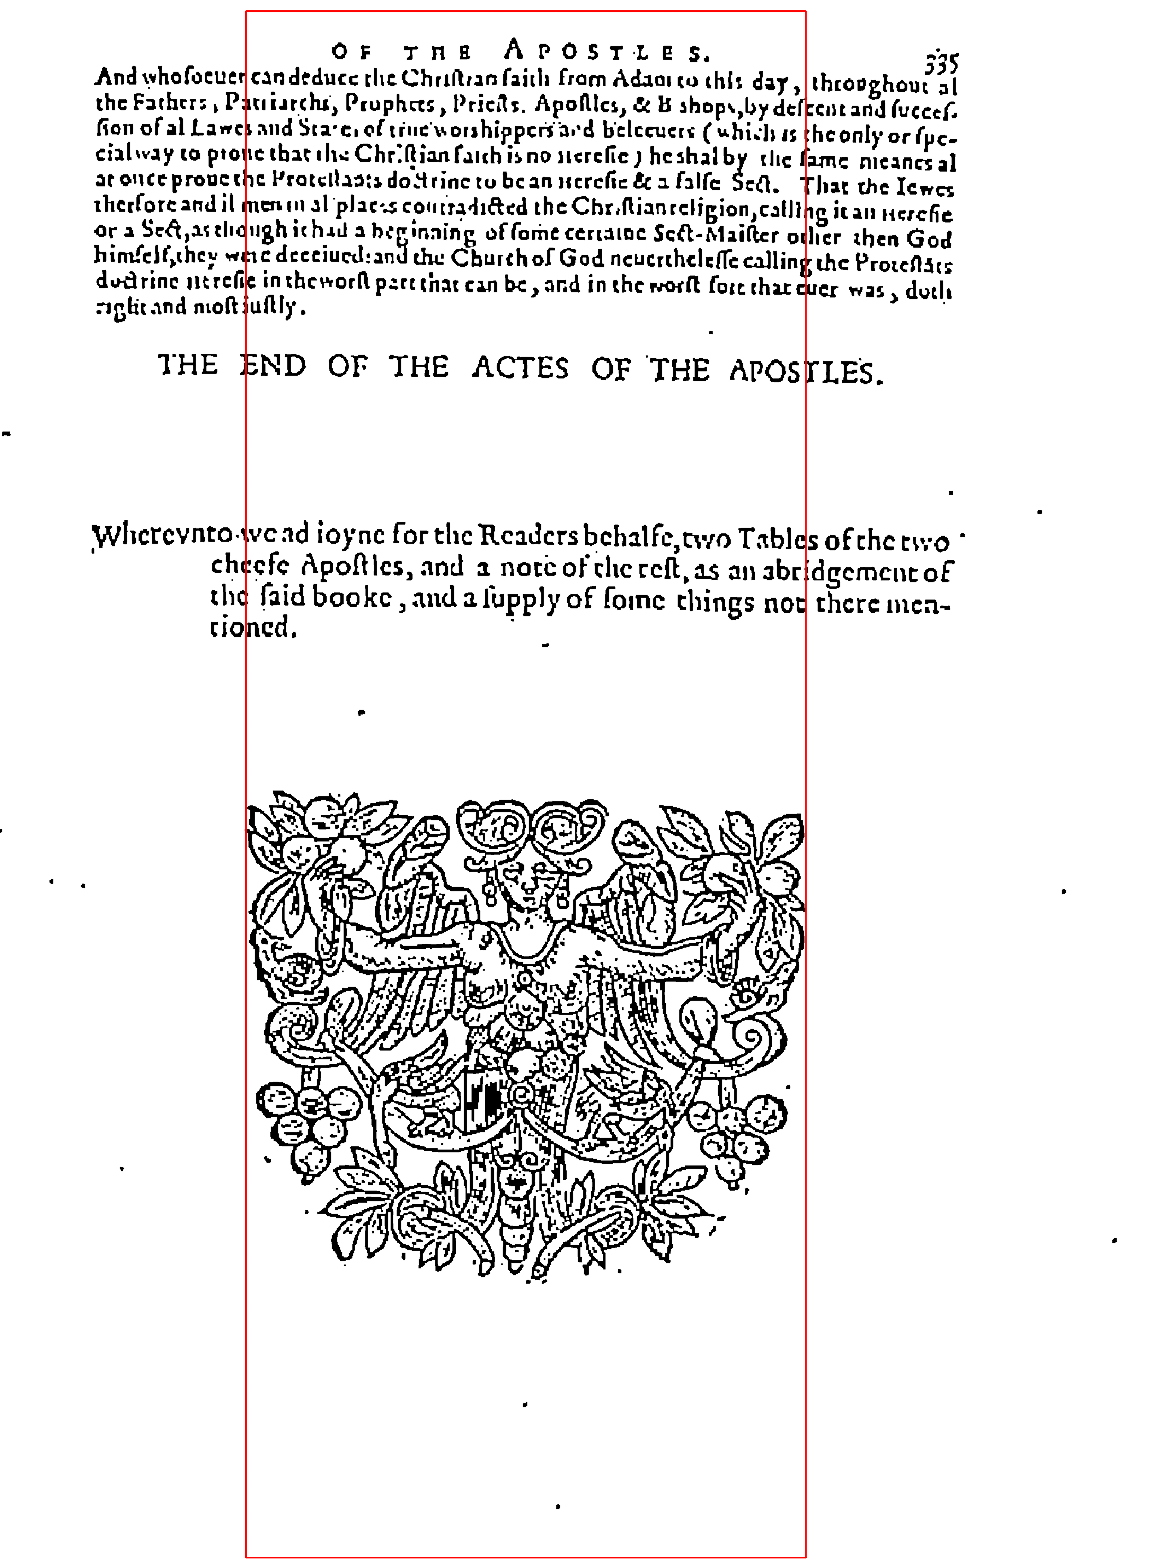 OF THE APOSTLES.
335
And whosoeuer can deduce the Christian faith from Adam to this day, throughout al
the Fathers, Patriarchs, Prophets, Priests. Apostles, & B shops, by descent and succes-
sion of al Lawes and States of true worshippers and beleeuers (which is the only or spe-
cial way to proue that the Christian faith is no heresie) he shal by the same meanes al
at once proue the Protestants doctrine to be an heresie & a false Sect. That the Iewes
therfore and il men in al places contradicted the Christian religion, calling it an heresie
or a Sect, as though it had a beginning of some certaine Sect-Maister other then God
himself, they were deceiued: and the Church of God neuerthelesse calling the Protestāts
doctrine heresie in the worst part that can be, and in the worst sort that euer was, doth
right and most iustly.
THE END OF THE ACTES OF THE APOSTLES.
Wherevnto we ad ioyne for the Readers behalfe, two Tables of the two
cheefe Apostles, and a note of the rest, as an abridgement of
the said booke, and a supply of some things not there men-
tioned.